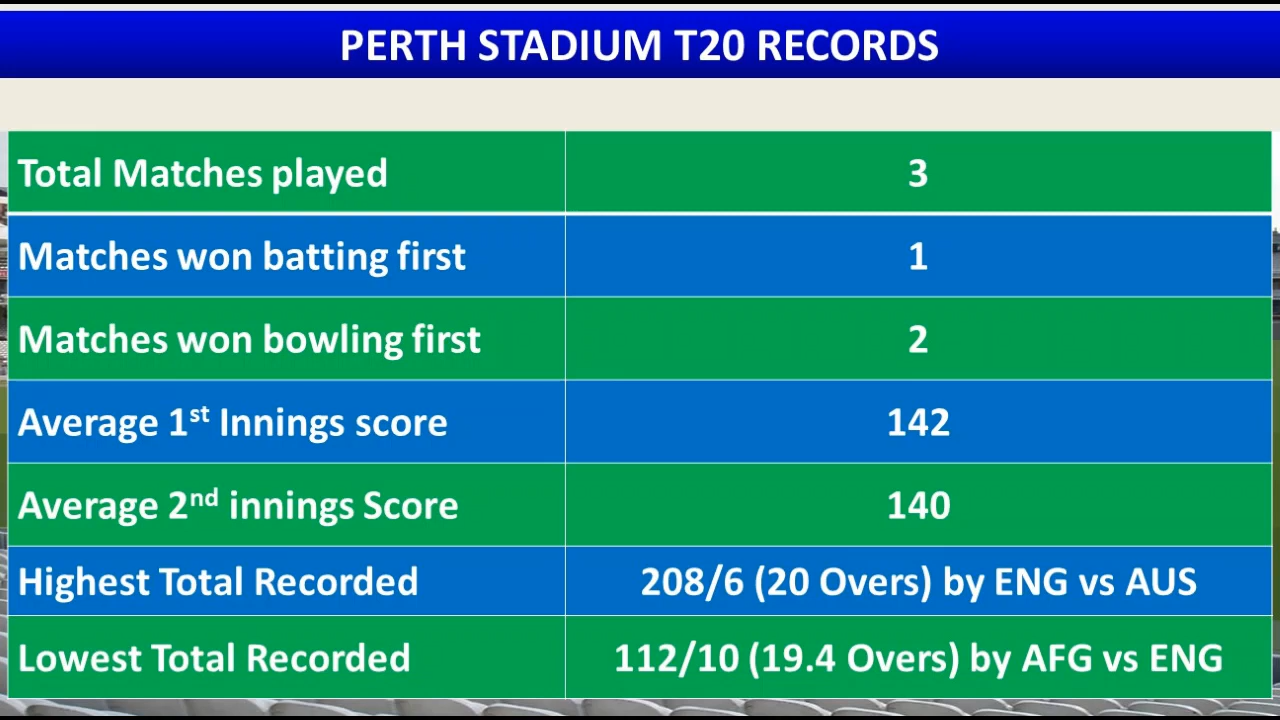 PERTH STADIUM T20 RECORDS
Total Matches played 3
Matches won batting first 1
Matches won bowling first 2
Average 1st Innings score 142
Average 2nd innings Score 140
Highest Total Recorded 208/6 (20 Overs) by ENG vs AUS
Lowest Total Recorded 112/10 (19.4 Overs) by AFG vs ENG